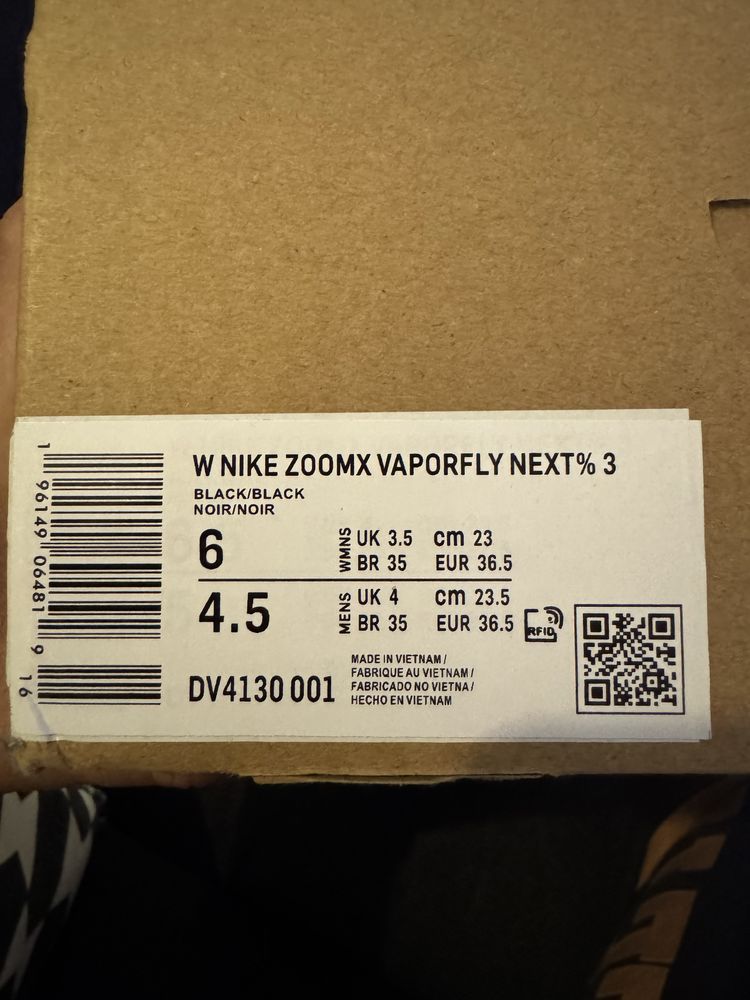 W NIKE ZOOMX VAPORFLY NEXT% 3
BLACK/BLACK
NOIR/NOIR
6 WMNS UK 3.5 cm 23
BR 35 EUR 36.5
4.5 MENS UK 4 cm 23.5
BR 35 EUR 36.5
RFID
DV4130 001
MADE IN VIETNAM /
FABRIQUE AU VIETNAM /
FABRICADO NO VIETNA /
HECHO EN VIETNAM
1 96149 06481 9 16